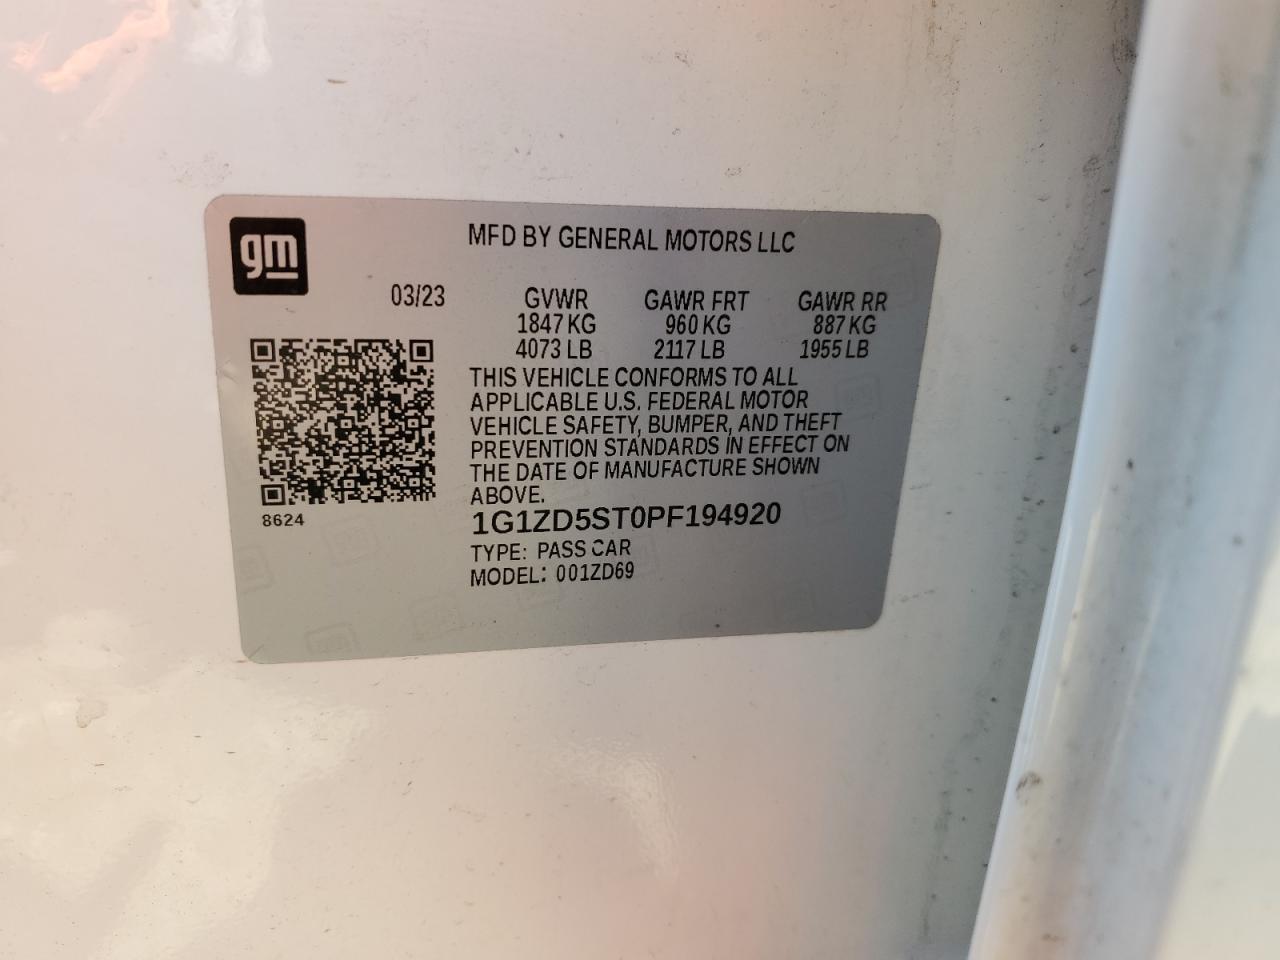 gm
MFD BY GENERAL MOTORS LLC
03/23 GVWR GAWR FRT GAWR RR
1847 KG 960 KG 887 KG
4073 LB 2117 LB 1955 LB
THIS VEHICLE CONFORMS TO ALL
APPLICABLE U.S. FEDERAL MOTOR
VEHICLE SAFETY, BUMPER, AND THEFT
PREVENTION STANDARDS IN EFFECT ON
THE DATE OF MANUFACTURE SHOWN
ABOVE.
8624
1G1ZD5ST0PF194920
TYPE: PASS CAR
MODEL: 001ZD69